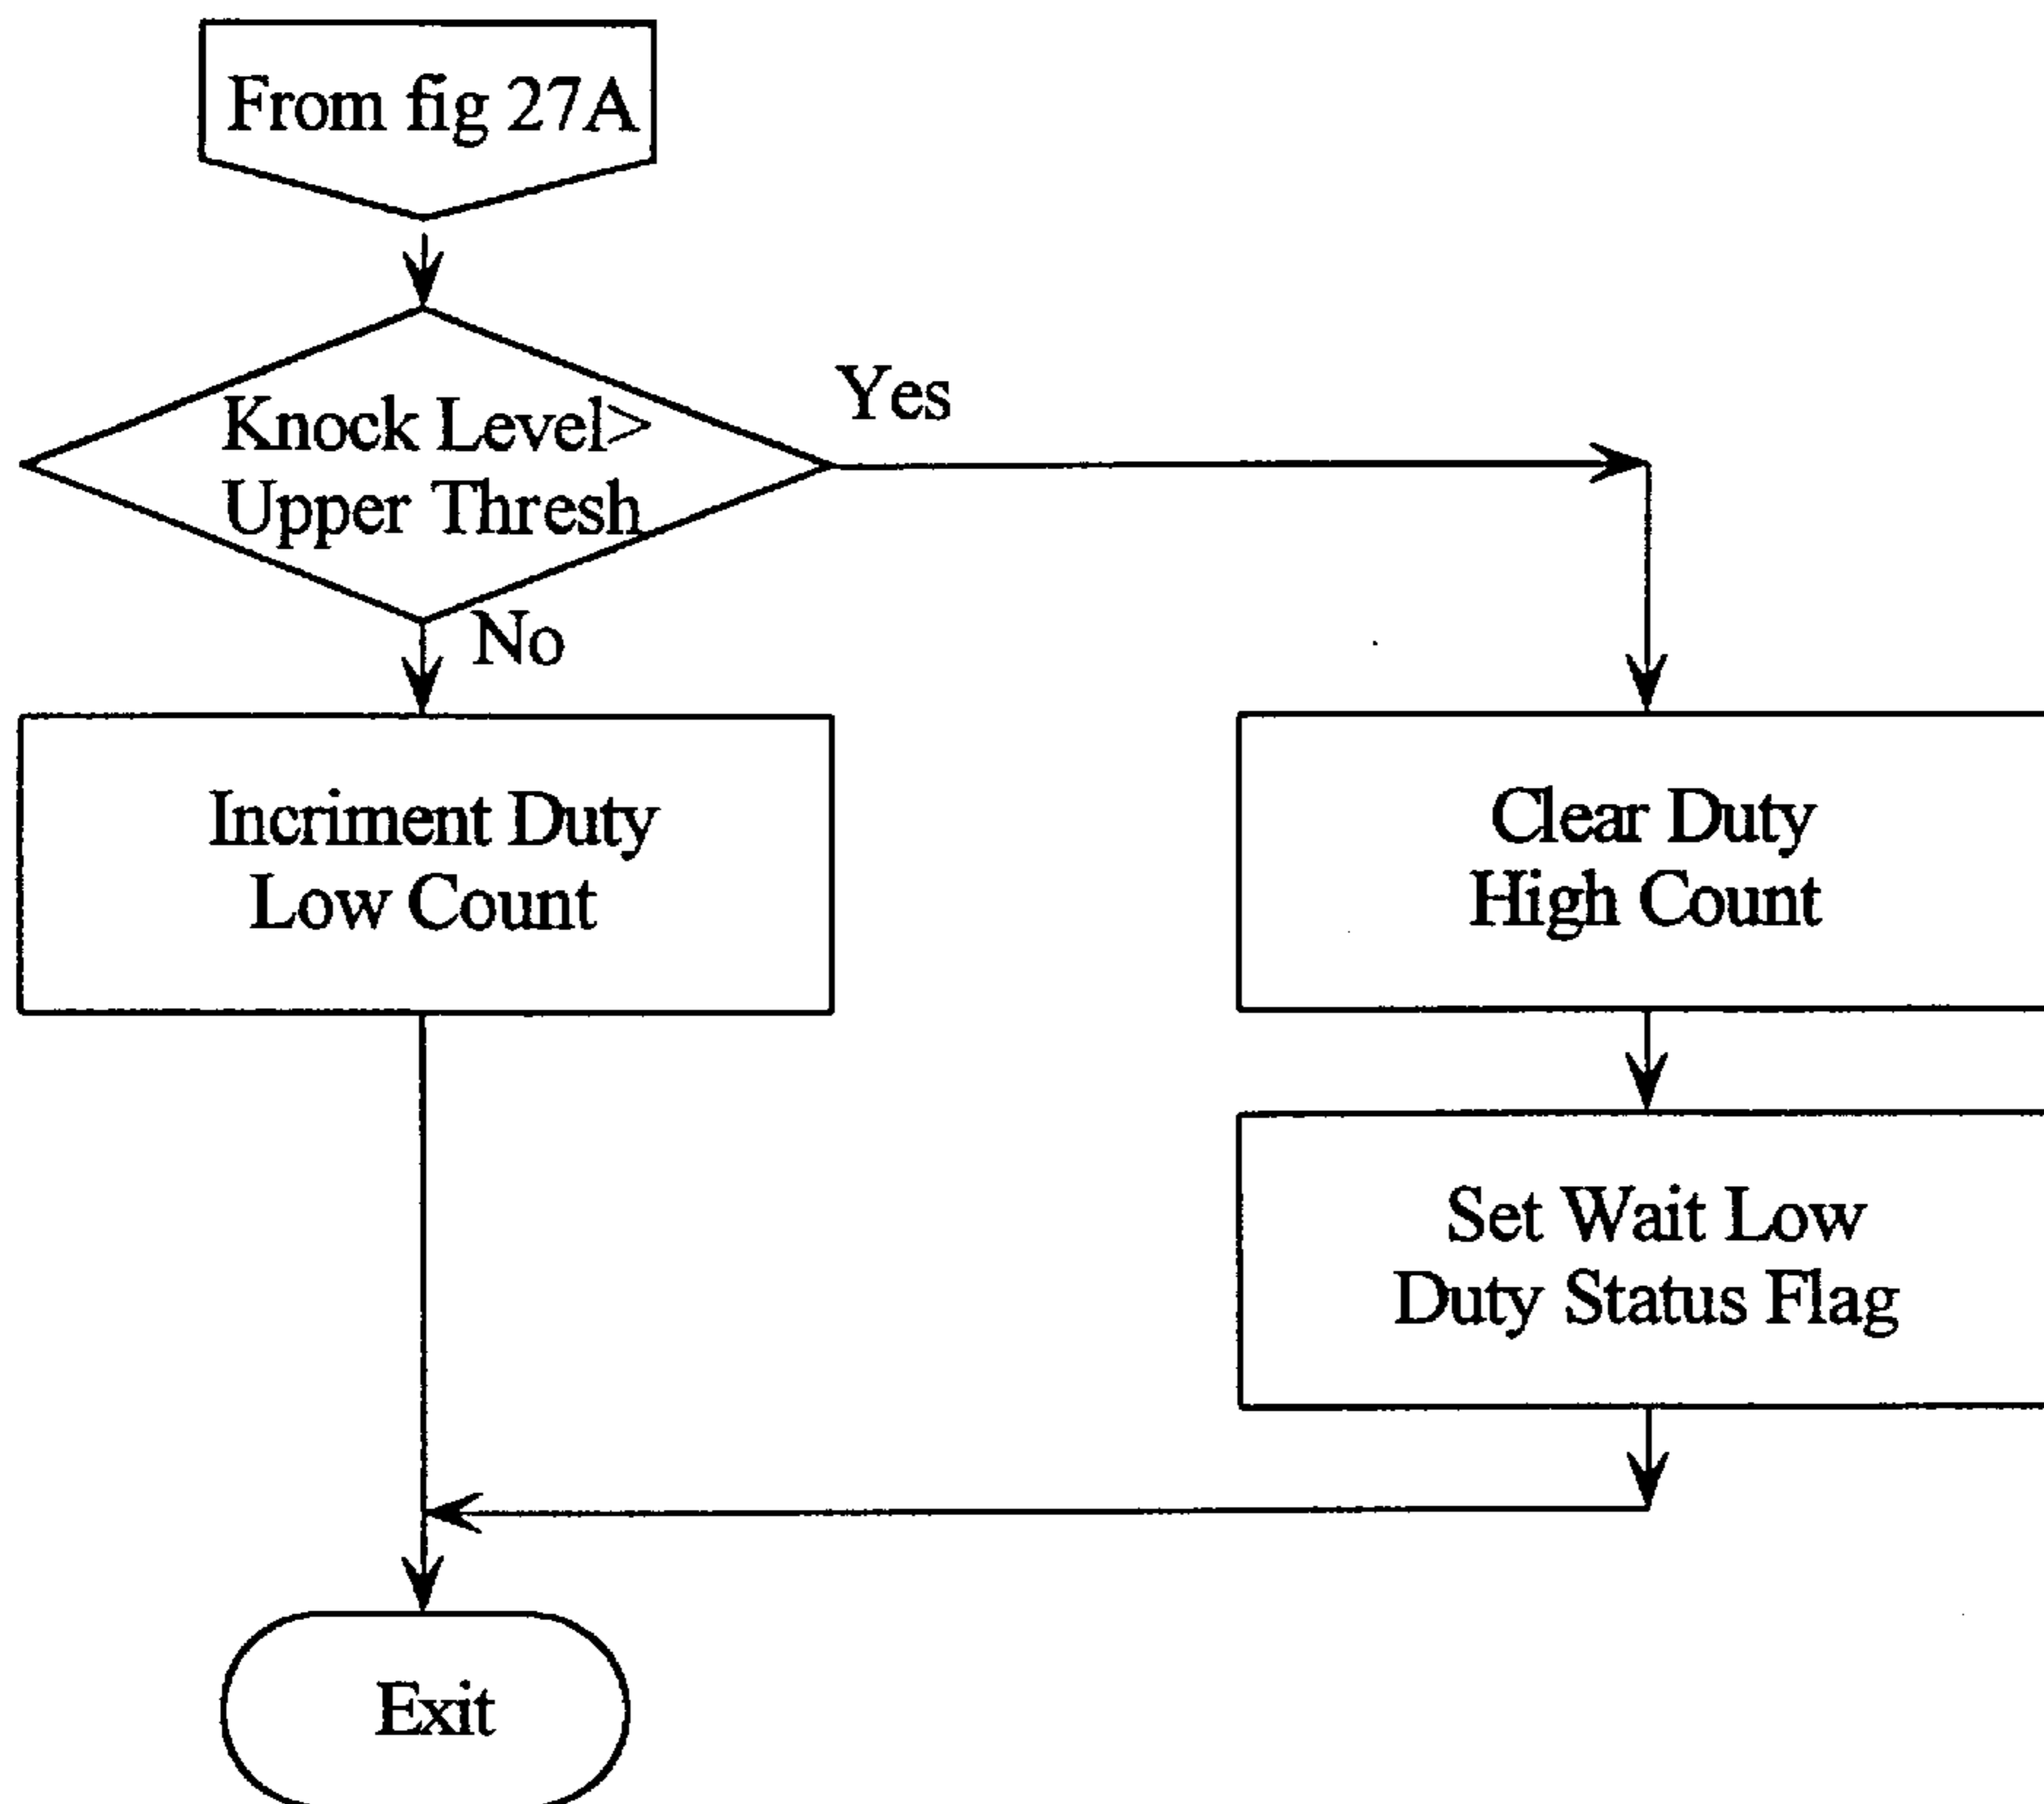 From fig 27A
Knock Level>
Upper Thresh
Yes
No
Incriment Duty
Low Count
Clear Duty
High Count
Set Wait Low
Duty Status Flag
Exit